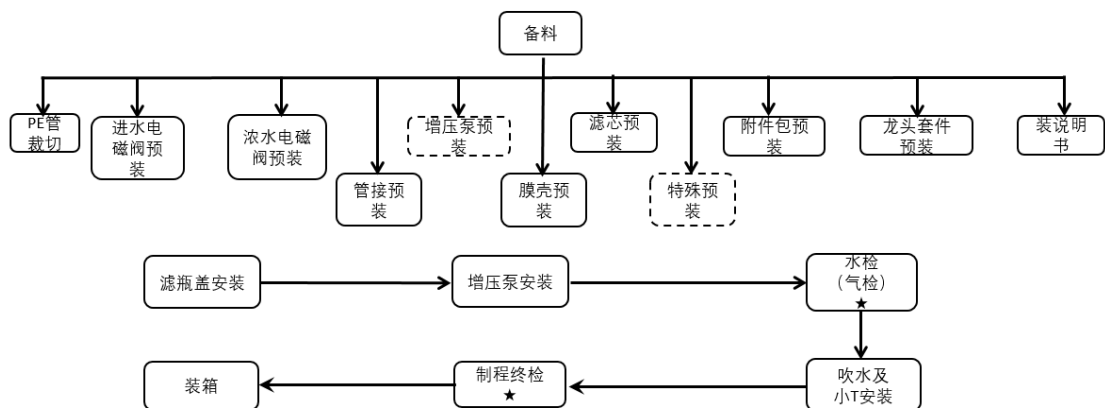 备料
PE管
裁切
进水电
磁阀预
装
浓水电磁
阀预装
管接预
装
增压泵预
装
膜壳预
装
滤芯预
装
特殊预
装
附件包预
装
龙头套件
预装
装说明
书
滤瓶盖安装
增压泵安装
水检
（气检）
★
吹水及
小T安装
制程终检
★
装箱